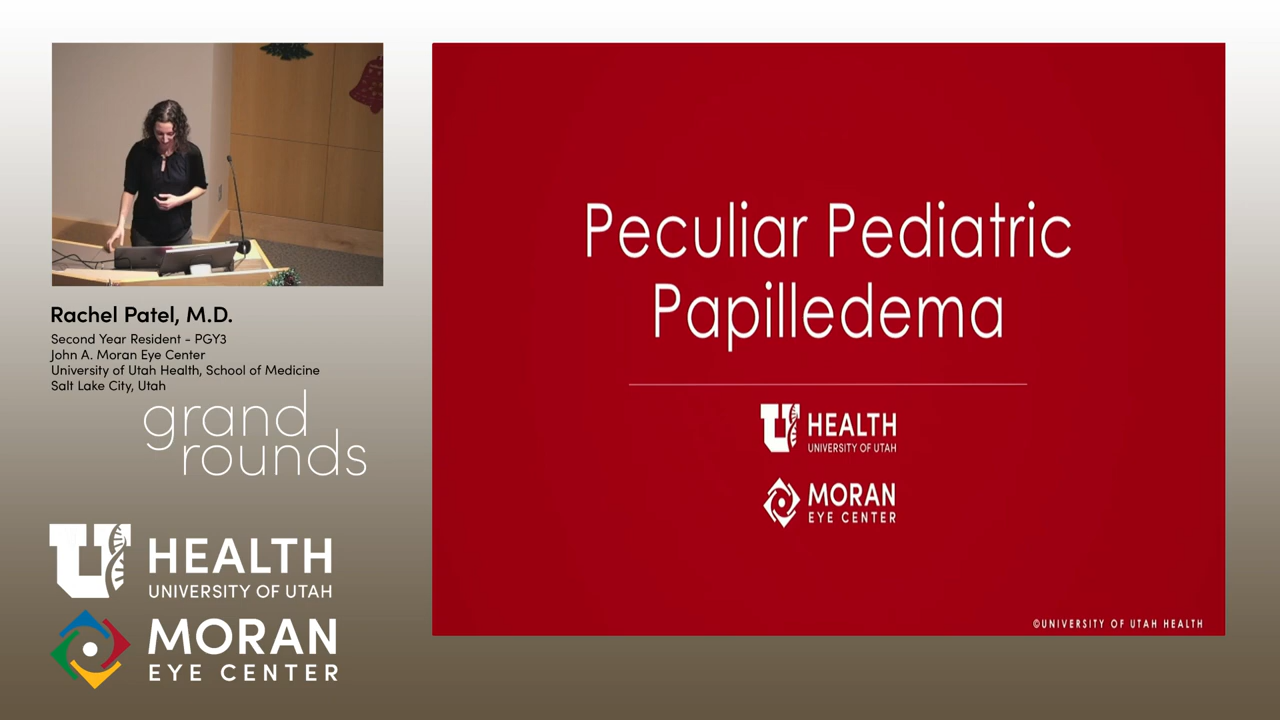 Rachel Patel, M.D.
Second Year Resident - PGY3
John A. Moran Eye Center
University of Utah Health, School of Medicine
Salt Lake City, Utah
grand
rounds
U HEALTH
UNIVERSITY OF UTAH
MORAN
EYE CENTER
Peculiar Pediatric
Papilledema
U HEALTH
UNIVERSITY OF UTAH
MORAN
EYE CENTER
©UNIVERSITY OF UTAH HEALTH